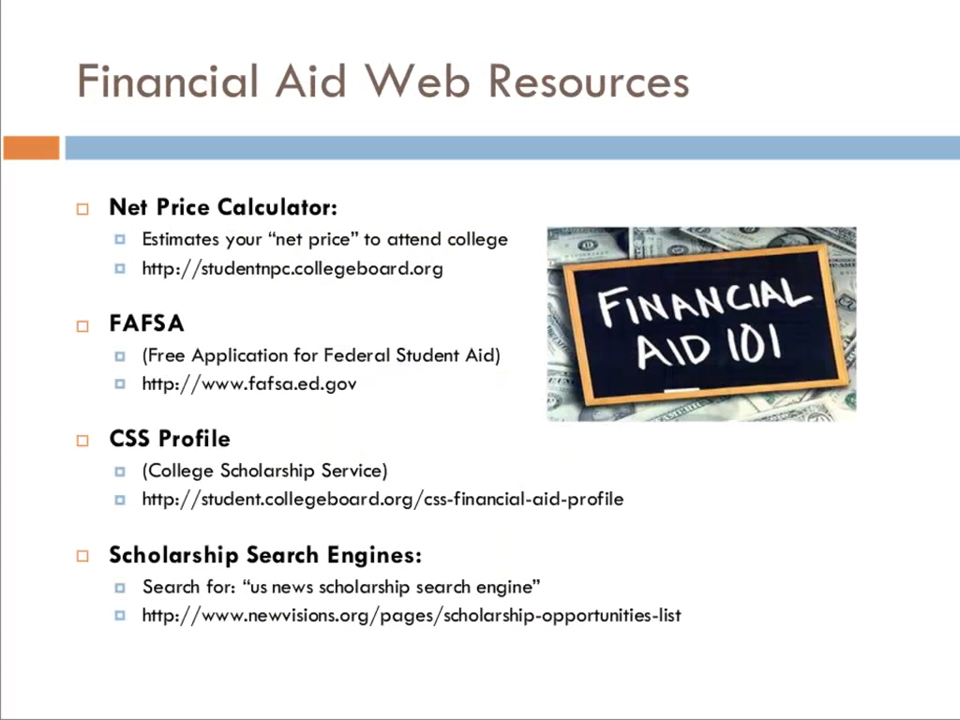 Financial Aid Web Resources
Net Price Calculator:
Estimates your “net price” to attend college
http://studentnpc.collegeboard.org
FAFSA
(Free Application for Federal Student Aid)
http://www.fafsa.ed.gov
CSS Profile
(College Scholarship Service)
http://student.collegeboard.org/css-financial-aid-profile
Scholarship Search Engines:
Search for: “us news scholarship search engine”
http://www.newvisions.org/pages/scholarship-opportunities-list
FINANCIAL
AID 101